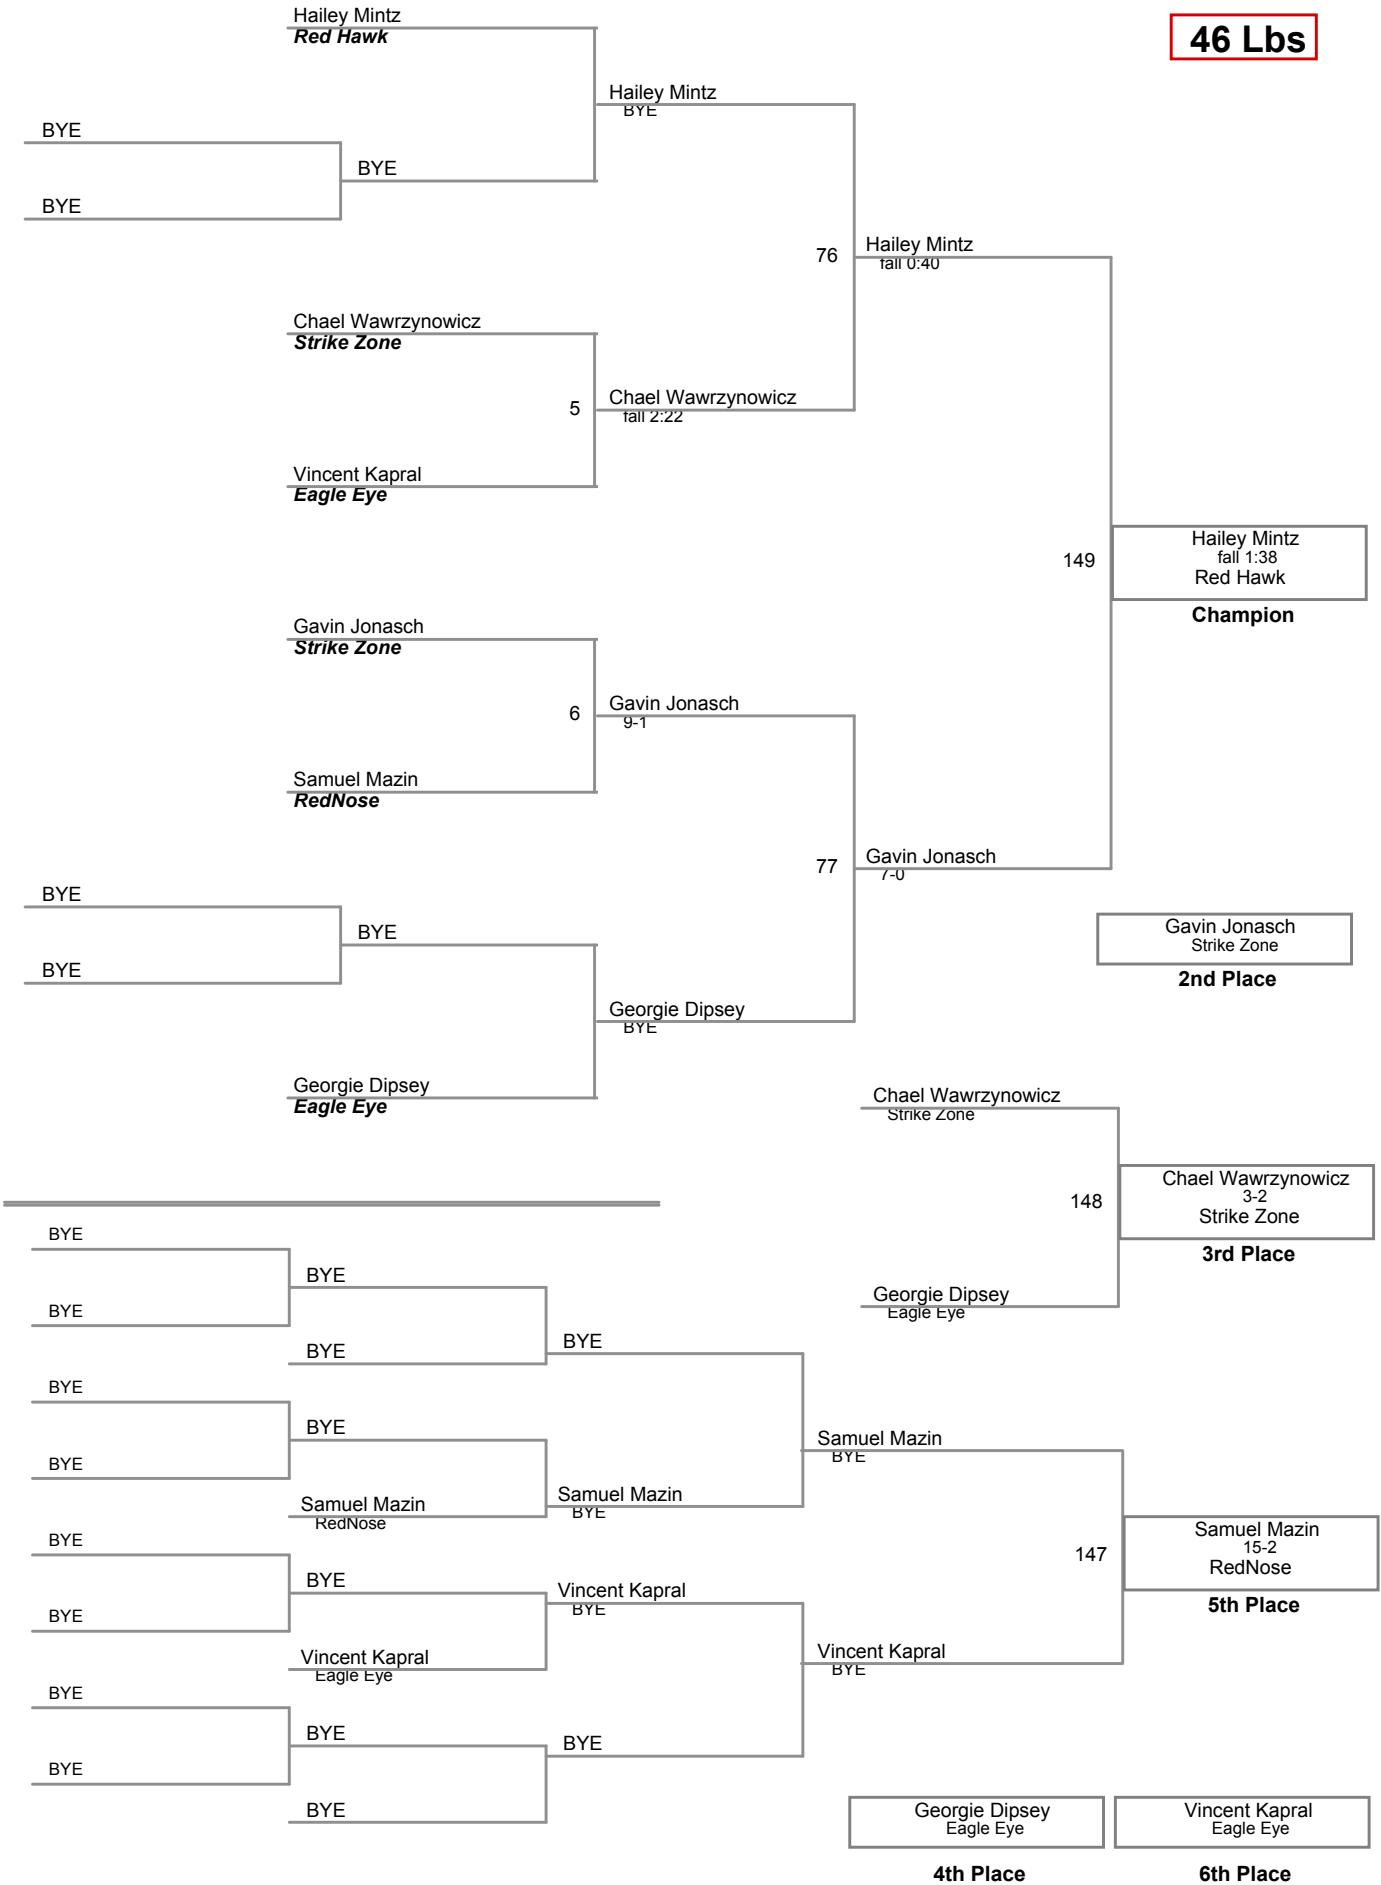 Hailey Mintz
Red Hawk
46 Lbs
Hailey Mintz
BYE
BYE
BYE
BYE
76
Hailey Mintz
fall 0:40
Chael Wawrzynowicz
Strike Zone
5
Chael Wawrzynowicz
fall 2:22
Vincent Kapral
Eagle Eye
149
Hailey Mintz
fall 1:38
Red Hawk
Champion
Gavin Jonasch
Strike Zone
6
Gavin Jonasch
9-1
Samuel Mazin
RedNose
77
Gavin Jonasch
7-0
BYE
BYE
BYE
Gavin Jonasch
Strike Zone
2nd Place
Georgie Dipsey
BYE
Georgie Dipsey
Eagle Eye
Chael Wawrzynowicz
Strike Zone
148
Chael Wawrzynowicz
3-2
Strike Zone
3rd Place
Georgie Dipsey
Eagle Eye
BYE
BYE
BYE
BYE
BYE
BYE
BYE
BYE
Samuel Mazin
RedNose
Samuel Mazin
BYE
Samuel Mazin
BYE
147
Samuel Mazin
15-2
RedNose
5th Place
BYE
BYE
BYE
Vincent Kapral
BYE
Vincent Kapral
Eagle Eye
Vincent Kapral
BYE
BYE
BYE
BYE
BYE
BYE
Georgie Dipsey
Eagle Eye
4th Place
Vincent Kapral
Eagle Eye
6th Place